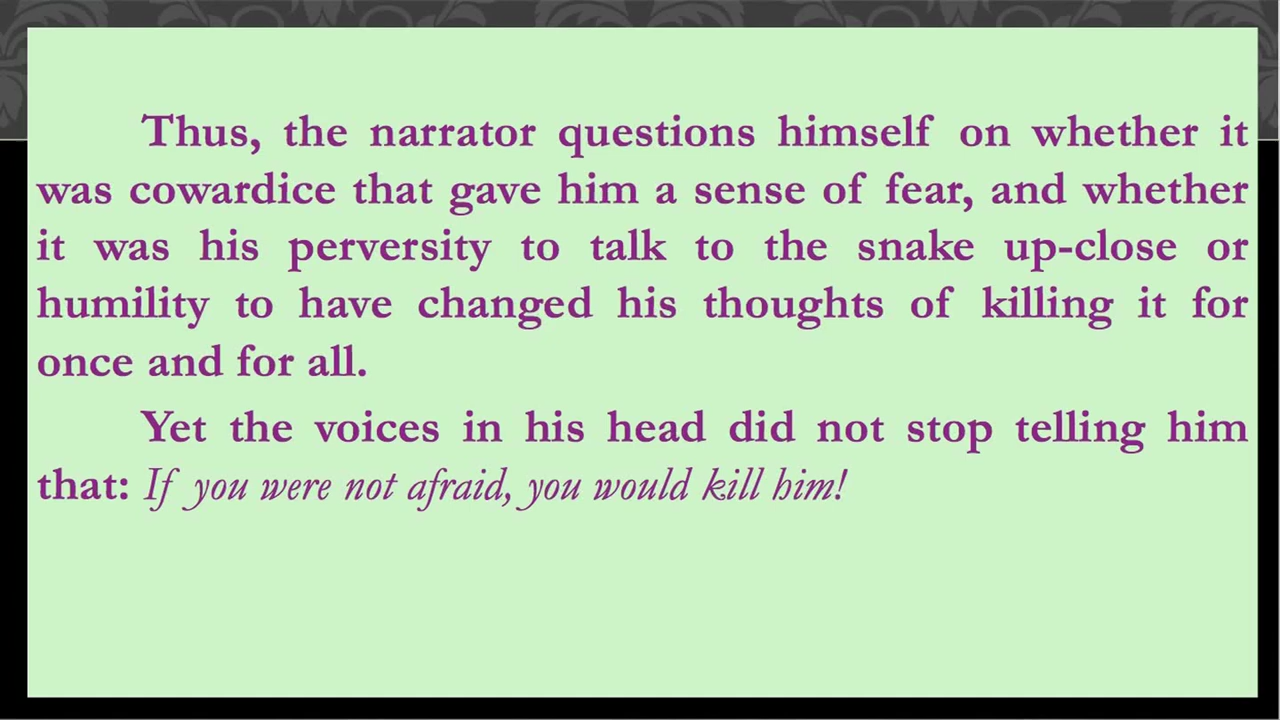 Thus, the narrator questions himself on whether it
was cowardice that gave him a sense of fear, and whether
it was his perversity to talk to the snake up-close or
humility to have changed his thoughts of killing it for
once and for all.
Yet the voices in his head did not stop telling him
that: If you were not afraid, you would kill him!